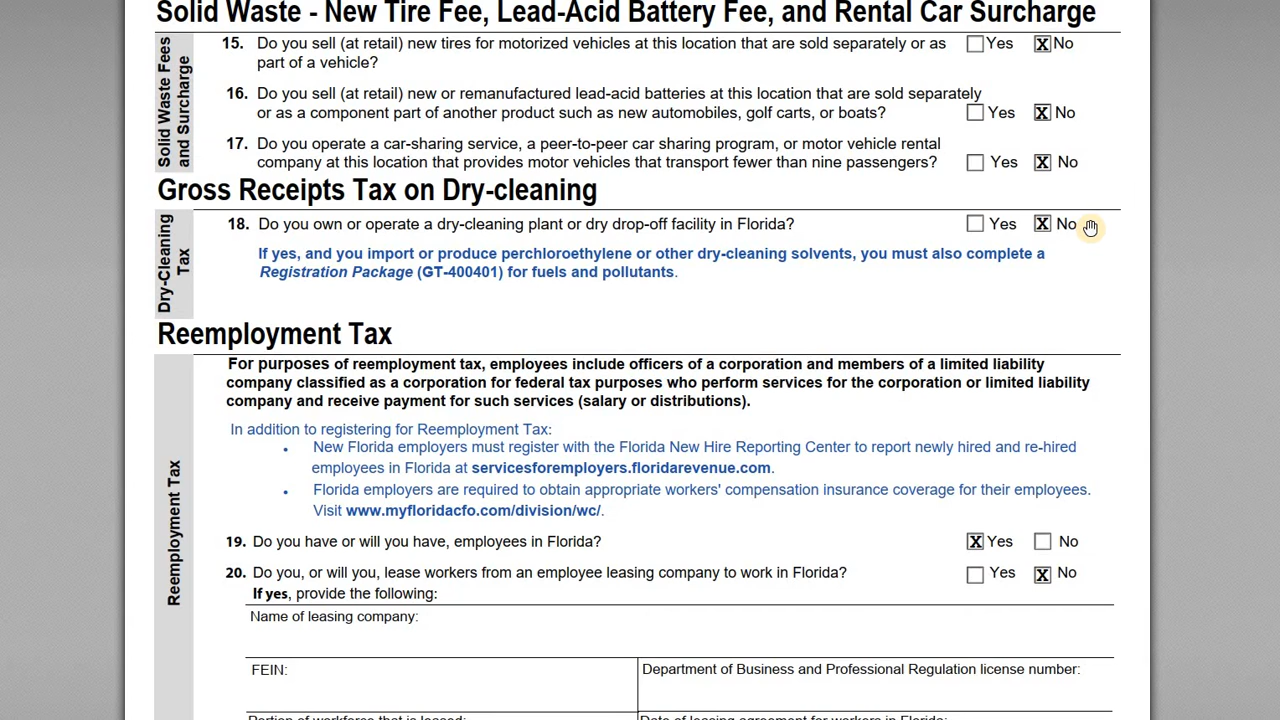 Solid Waste - New Tire Fee, Lead-Acid Battery Fee, and Rental Car Surcharge
Solid Waste Fees
and Surcharge
15. Do you sell (at retail) new tires for motorized vehicles at this location that are sold separately or as
part of a vehicle?
Yes X No
16. Do you sell (at retail) new or remanufactured lead-acid batteries at this location that are sold separately
or as a component part of another product such as new automobiles, golf carts, or boats? Yes X No
17. Do you operate a car-sharing service, a peer-to-peer car sharing program, or motor vehicle rental
company at this location that provides motor vehicles that transport fewer than nine passengers? Yes X No
Gross Receipts Tax on Dry-cleaning
Dry-Cleaning
Tax
18. Do you own or operate a dry-cleaning plant or dry drop-off facility in Florida? Yes X No
If yes, and you import or produce perchloroethylene or other dry-cleaning solvents, you must also complete a
Registration Package (GT-400401) for fuels and pollutants.
Reemployment Tax
Reemployment Tax
For purposes of reemployment tax, employees include officers of a corporation and members of a limited liability
company classified as a corporation for federal tax purposes who perform services for the corporation or limited liability
company and receive payment for such services (salary or distributions).
In addition to registering for Reemployment Tax:
• New Florida employers must register with the Florida New Hire Reporting Center to report newly hired and re-hired
employees in Florida at servicesforemployers.floridarevenue.com.
• Florida employers are required to obtain appropriate workers' compensation insurance coverage for their employees.
Visit www.myfloridacfo.com/division/wc/.
19. Do you have or will you have, employees in Florida? X Yes No
20. Do you, or will you, lease workers from an employee leasing company to work in Florida? Yes X No
If yes, provide the following:
Name of leasing company:
FEIN: Department of Business and Professional Regulation license number:
Portion of workforce that is leased: Date of leasing agreement for workers in Florida: